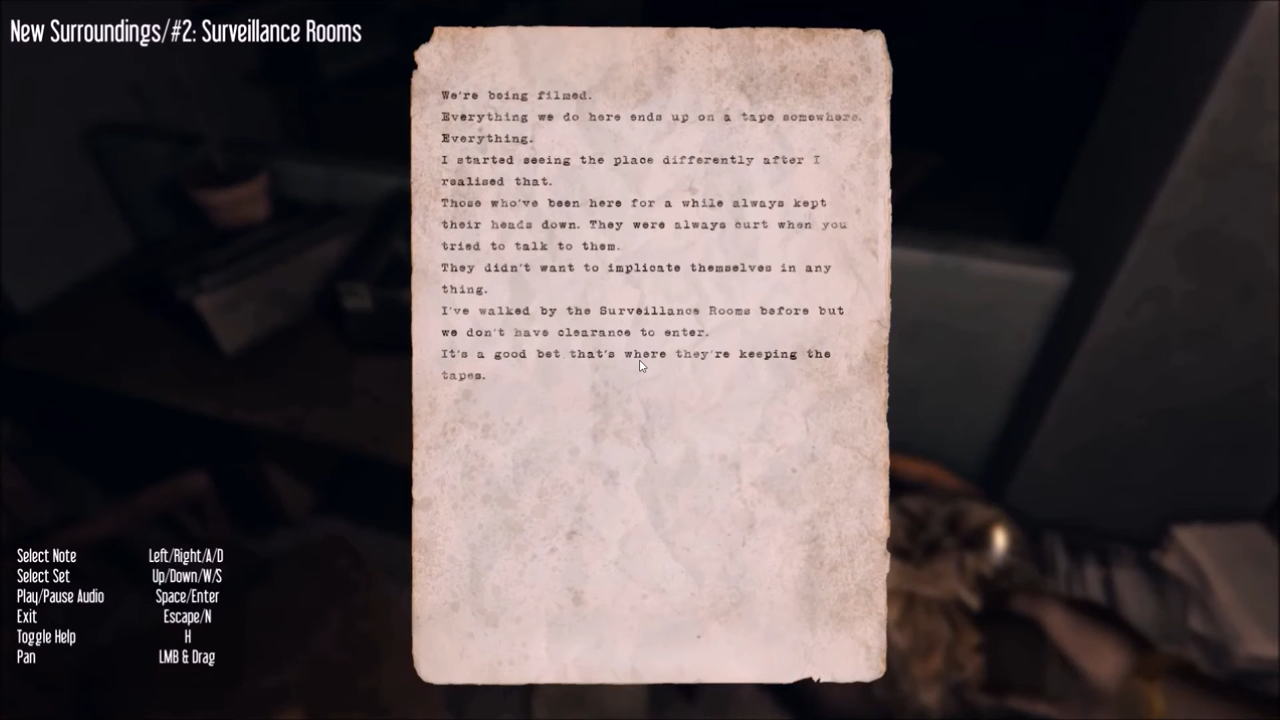 New Surroundings/#2: Surveillance Rooms
We're being filmed.
Everything we do here ends up on a tape somewhere.
Everything.
I started seeing the place differently after I
realised that.
Those who've been here for a while always kept
their heads down. They were always curt when you
tried to talk to them.
They didn't want to implicate themselves in any
thing.
I've walked by the Surveillance Rooms before but
we don't have clearance to enter.
It's a good bet that's where they're keeping the
tapes.
Select Note Left/Right/A/D
Select Set Up/Down/W/S
Play/Pause Audio Space/Enter
Exit Escape/N
Toggle Help H
Pan LMB & Drag